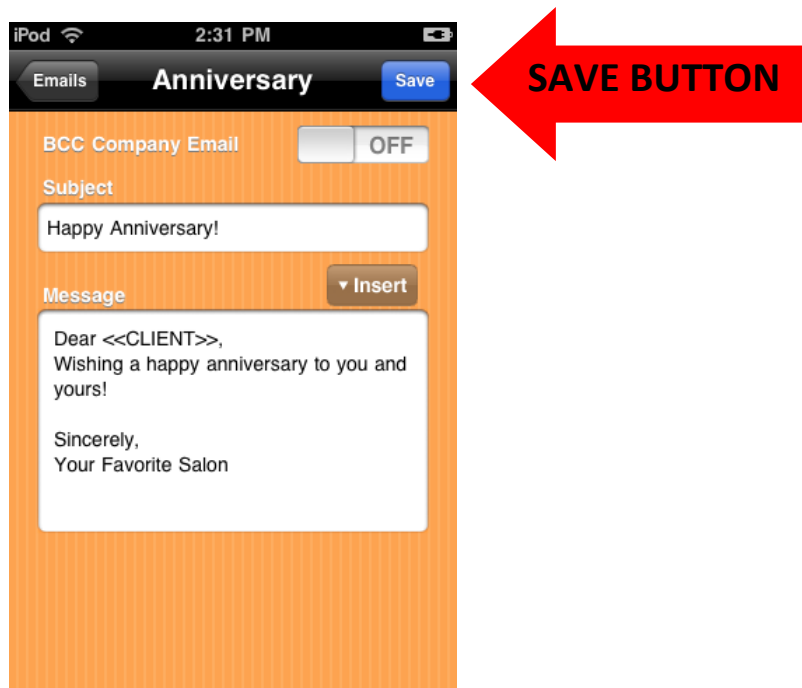 iPod 2:31 PM
Emails Anniversary Save
SAVE BUTTON
BCC Company Email OFF
Subject
Happy Anniversary!
Message ▾ Insert
Dear <<CLIENT>>,
Wishing a happy anniversary to you and
yours!
Sincerely,
Your Favorite Salon